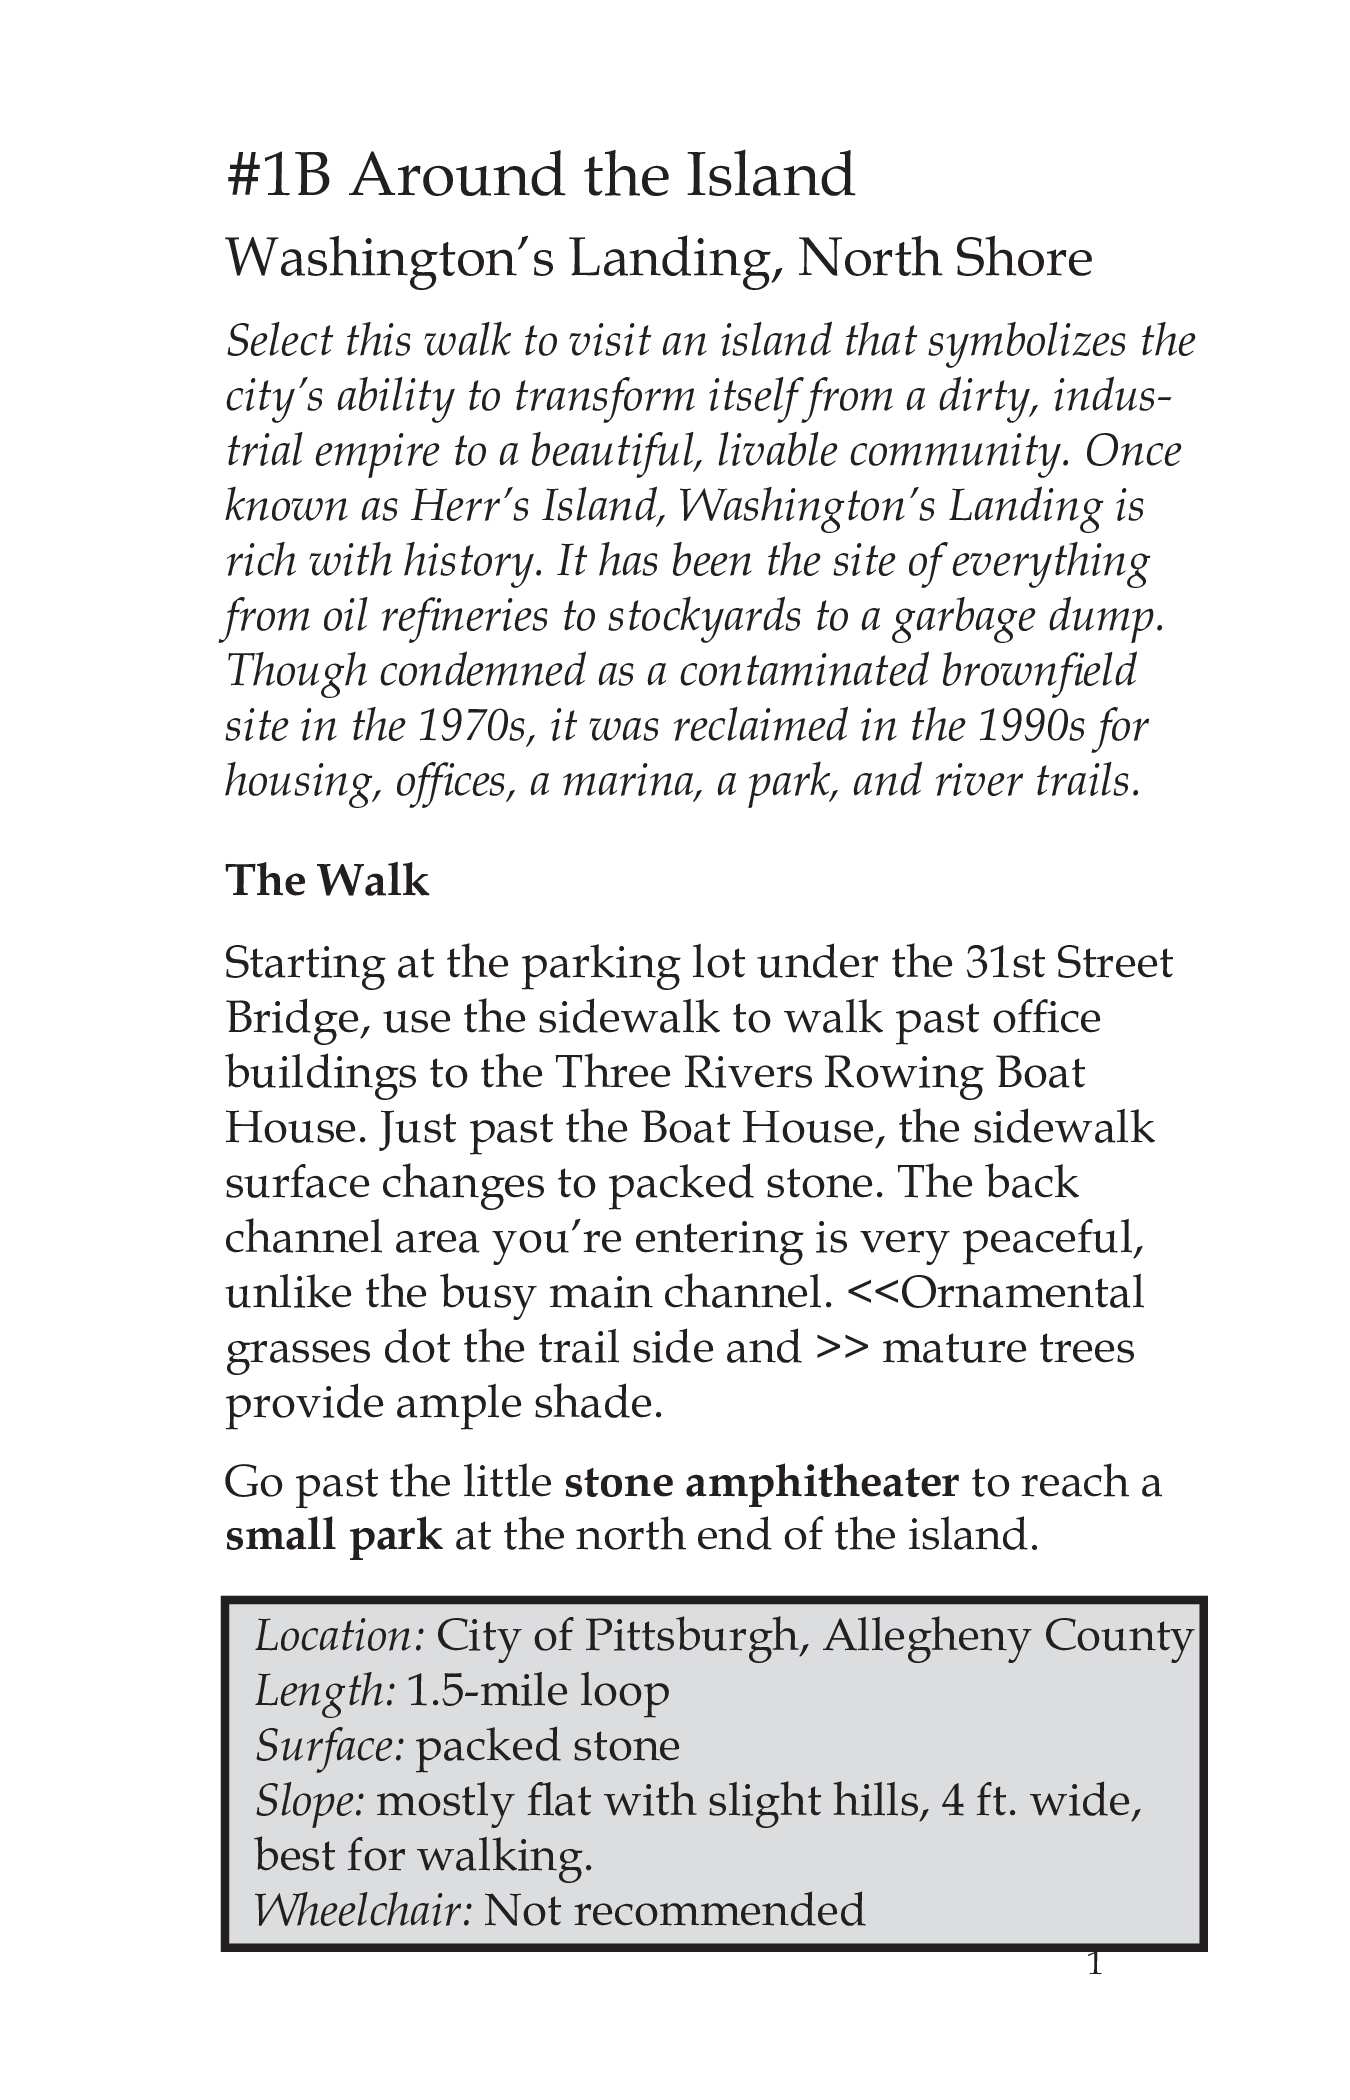 #1B Around the Island
Washington’s Landing, North Shore
Select this walk to visit an island that symbolizes the
city’s ability to transform itself from a dirty, indus-
trial empire to a beautiful, livable community. Once
known as Herr’s Island, Washington’s Landing is
rich with history. It has been the site of everything
from oil refineries to stockyards to a garbage dump.
Though condemned as a contaminated brownfield
site in the 1970s, it was reclaimed in the 1990s for
housing, offices, a marina, a park, and river trails.
The Walk
Starting at the parking lot under the 31st Street
Bridge, use the sidewalk to walk past office
buildings to the Three Rivers Rowing Boat
House. Just past the Boat House, the sidewalk
surface changes to packed stone. The back
channel area you’re entering is very peaceful,
unlike the busy main channel. <<Ornamental
grasses dot the trail side and >> mature trees
provide ample shade.
Go past the little stone amphitheater to reach a
small park at the north end of the island.
Location: City of Pittsburgh, Allegheny County
Length: 1.5-mile loop
Surface: packed stone
Slope: mostly flat with slight hills, 4 ft. wide,
best for walking.
Wheelchair: Not recommended
1